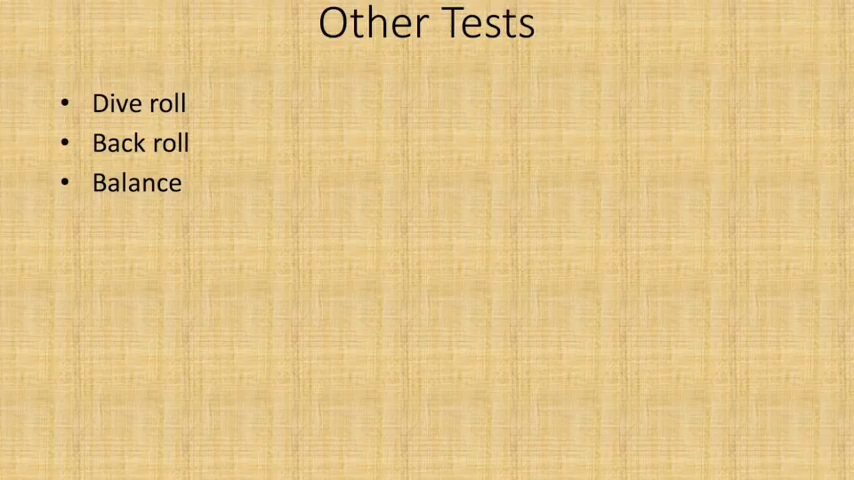 Other Tests
• Dive roll
• Back roll
• Balance